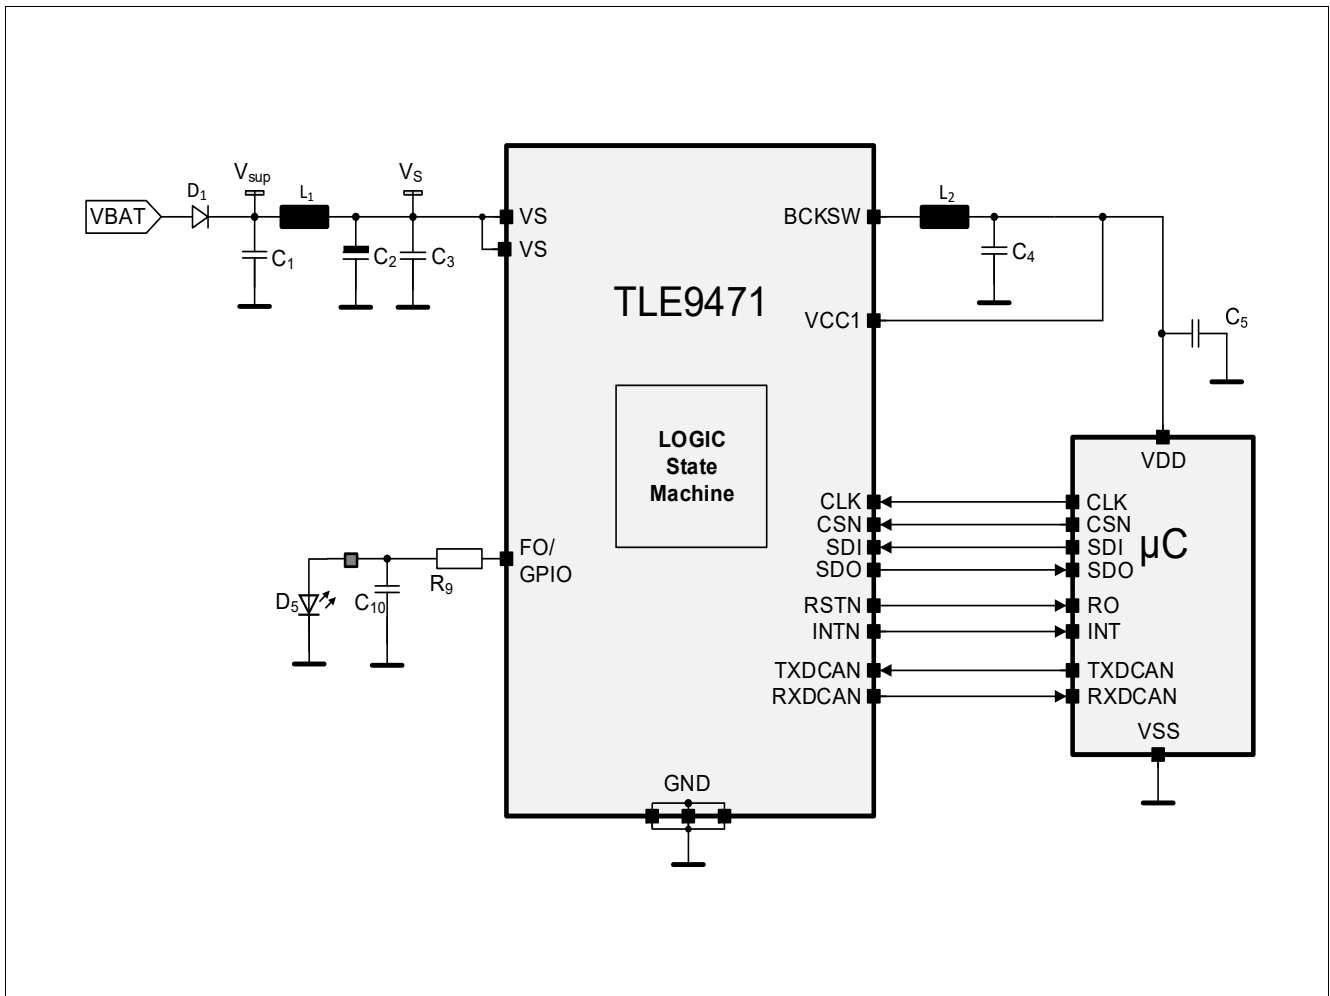 VBAT
D1
Vsup
L1
VS
C1
C2
C3
VS
VS
TLE9471
BCKSW
L2
C4
VCC1
C5
LOGIC
State
Machine
VDD
µC
CLK
CSN
SDI
SDO
RSTN
INTN
TXDCAN
RXDCAN
CLK
CSN
SDI
SDO
RO
INT
TXDCAN
RXDCAN
VSS
FO/
GPIO
R9
C10
D5
GND